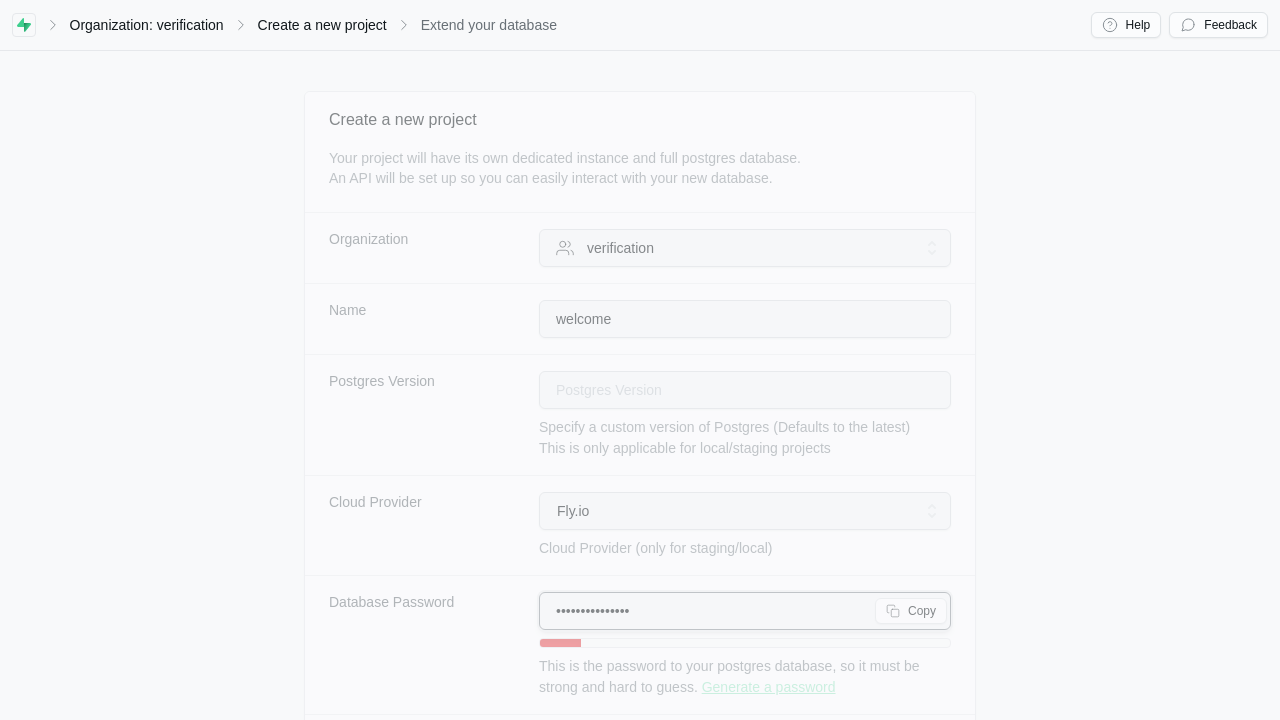 Organization: verification
Create a new project
Extend your database
Help
Feedback
Create a new project
Your project will have its own dedicated instance and full postgres database.
An API will be set up so you can easily interact with your new database.
Organization
verification
Name
welcome
Postgres Version
Postgres Version
Specify a custom version of Postgres (Defaults to the latest)
This is only applicable for local/staging projects
Cloud Provider
Fly.io
Cloud Provider (only for staging/local)
Database Password
•••••••••••••••
Copy
This is the password to your postgres database, so it must be
strong and hard to guess. Generate a password